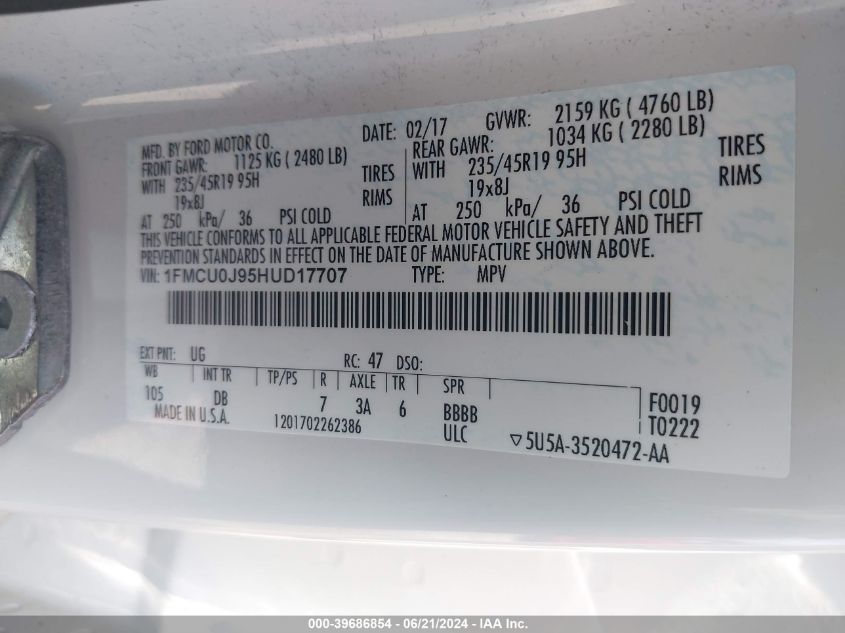 MFD. BY FORD MOTOR CO.
DATE: 02/17 GVWR: 2159 KG ( 4760 LB)
FRONT GAWR: 1125 KG ( 2480 LB) REAR GAWR: 1034 KG ( 2280 LB)
WITH 235/45R19 95H TIRES WITH 235/45R19 95H TIRES
19x8J RIMS 19x8J RIMS
AT 250 kPa/ 36 PSI COLD AT 250 kPa/ 36 PSI COLD
THIS VEHICLE CONFORMS TO ALL APPLICABLE FEDERAL MOTOR VEHICLE SAFETY AND THEFT
PREVENTION STANDARDS IN EFFECT ON THE DATE OF MANUFACTURE SHOWN ABOVE.
VIN: 1FMCU0J95HUD17707 TYPE: MPV
EXT PNT: UG RC: 47 DSO:
WB INT TR TP/PS R AXLE TR SPR
105 DB 7 3A 6 BBBB F0019
MADE IN U.S.A. 1201702262386 ULC T0222
▽5U5A-3520472-AA
000-39686854 - 06/21/2024 - IAA, Inc.